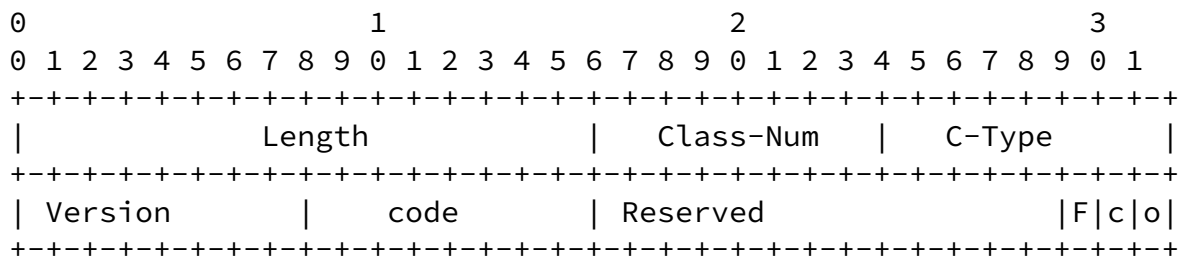 0                   1                   2                   3
0 1 2 3 4 5 6 7 8 9 0 1 2 3 4 5 6 7 8 9 0 1 2 3 4 5 6 7 8 9 0 1
+-+-+-+-+-+-+-+-+-+-+-+-+-+-+-+-+-+-+-+-+-+-+-+-+-+-+-+-+-+-+-+-+
|             Length            |   Class-Num   |   C-Type      |
+-+-+-+-+-+-+-+-+-+-+-+-+-+-+-+-+-+-+-+-+-+-+-+-+-+-+-+-+-+-+-+-+
| Version       |    code       | Reserved                |F|c|o|
+-+-+-+-+-+-+-+-+-+-+-+-+-+-+-+-+-+-+-+-+-+-+-+-+-+-+-+-+-+-+-+-+